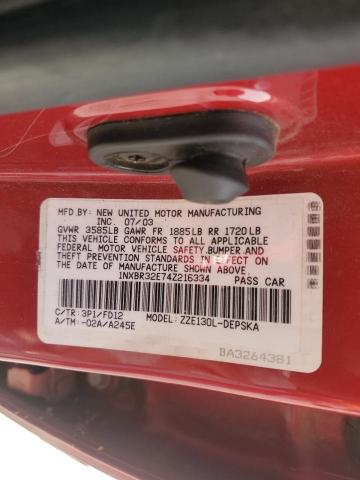 MFD BY: NEW UNITED MOTOR MANUFACTURING
INC 07/03
GVWR 3585LB GAWR FR 1885LB RR 1720LB
THIS VEHICLE CONFORMS TO ALL APPLICABLE
FEDERAL MOTOR VEHICLE SAFETY,BUMPER AND
THEFT PREVENTION STANDARDS IN EFFECT ON
THE DATE OF MANUFACTURE SHOWN ABOVE.
1NXBR32E74Z216334 PASS CAR
C/TR:3P1/FD12 MODEL:ZZE130L-DEPSKA
A/TM:-02A/A245E
BA3264381